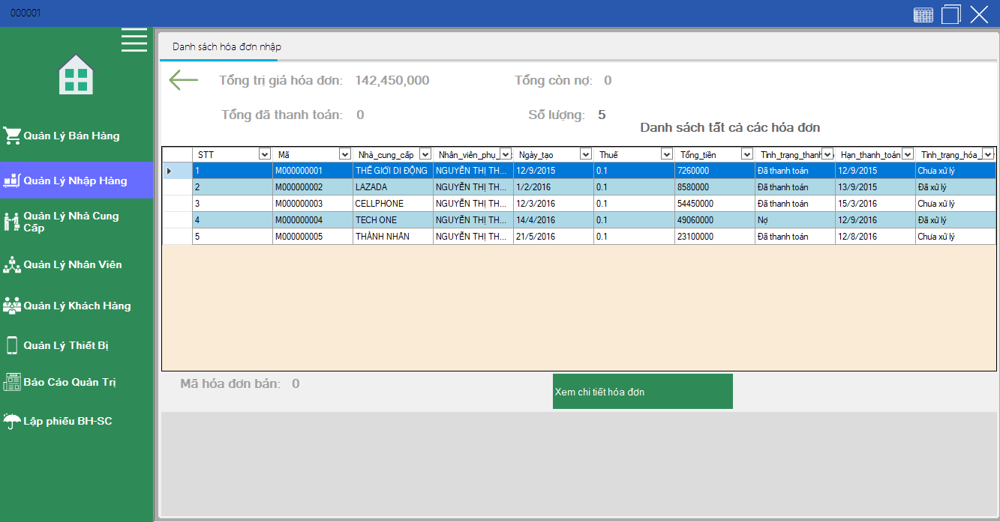 000001
Quản Lý Bán Hàng
Quản Lý Nhập Hàng
Quản Lý Nhà Cung
Cấp
Quản Lý Nhân Viên
Quản Lý Khách Hàng
Quản Lý Thiết Bị
Báo Cáo Quản Trị
Lập phiếu BH-SC
Danh sách hóa đơn nhập
Tổng trị giá hóa đơn: 142,450,000 Tổng còn nợ: 0
Tổng đã thanh toán: 0 Số lượng: 5
Danh sách tất cả các hóa đơn
STT Mã Nhà_cung_cấp Nhân_viên_phụ_ Ngày_tạo Thuế Tổng_tiền Tình_trạng_thanh Hạn_thanh_toán Tình_trạng_hóa_
1 M000000001 THẾ GIỚI DI ĐỘNG NGUYỄN THỊ TH... 12/9/2015 0.1 7260000 Đã thanh toán 12/9/2015 Chưa xử lý
2 M000000002 LAZADA NGUYỄN THỊ TH... 1/2/2016 0.1 8580000 Đã thanh toán 13/9/2015 Đã xử lý
3 M000000003 CELLPHONE NGUYỄN THỊ TH... 12/3/2016 0.1 54450000 Đã thanh toán 15/3/2016 Chưa xử lý
4 M000000004 TECH ONE NGUYỄN THỊ TH... 14/4/2016 0.1 49060000 Nợ 12/9/2016 Đã xử lý
5 M000000005 THÀNH NHÂN NGUYỄN THỊ TH... 21/5/2016 0.1 23100000 Đã thanh toán 12/8/2016 Chưa xử lý
Mã hóa đơn bán: 0
Xem chi tiết hóa đơn